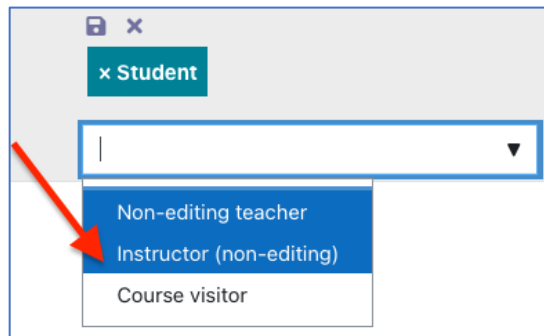 × Student
Non-editing teacher
Instructor (non-editing)
Course visitor